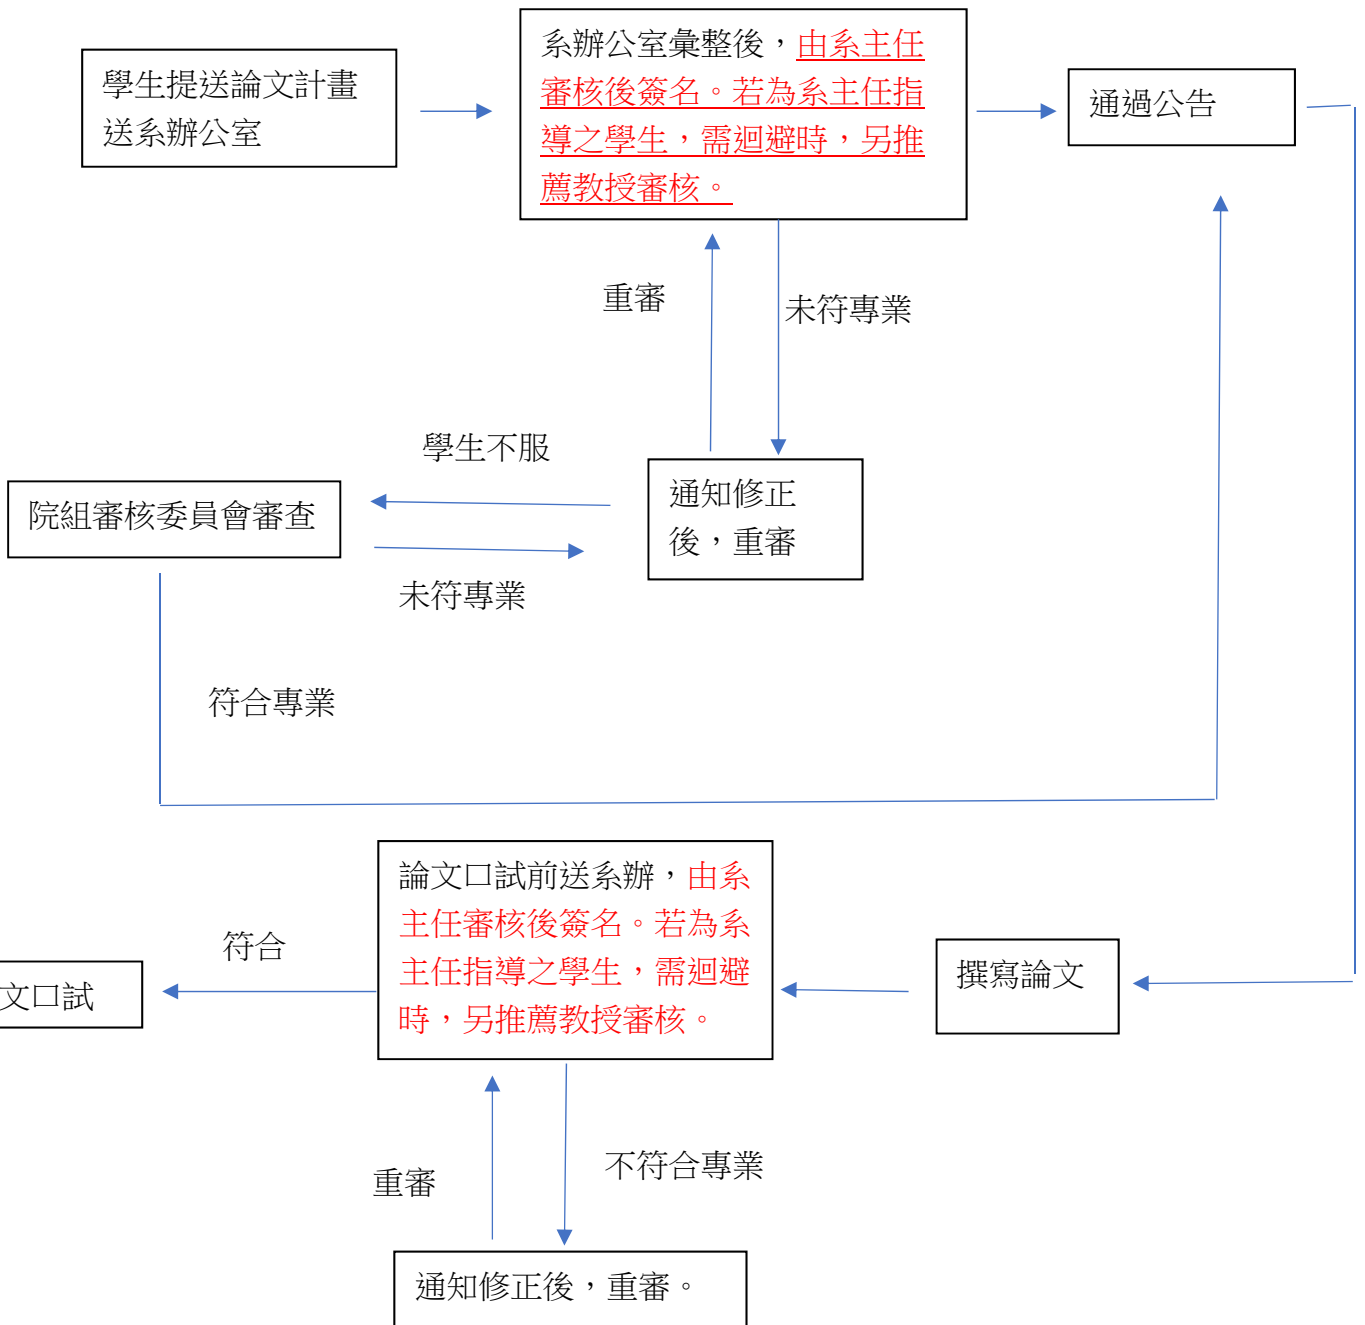 學生提送論文計畫
送系辦公室
系辦公室彙整後，由系主任
審核後簽名。若為系主任指
導之學生，需迴避時，另推
薦教授審核。
通過公告
重審
未符專業
學生不服
院組審核委員會審查
未符專業
通知修正
後，重審
符合專業
論文口試前送系辦，由系
主任審核後簽名。若為系
主任指導之學生，需迴避
時，另推薦教授審核。
符合
文口試
撰寫論文
重審
不符合專業
通知修正後，重審。